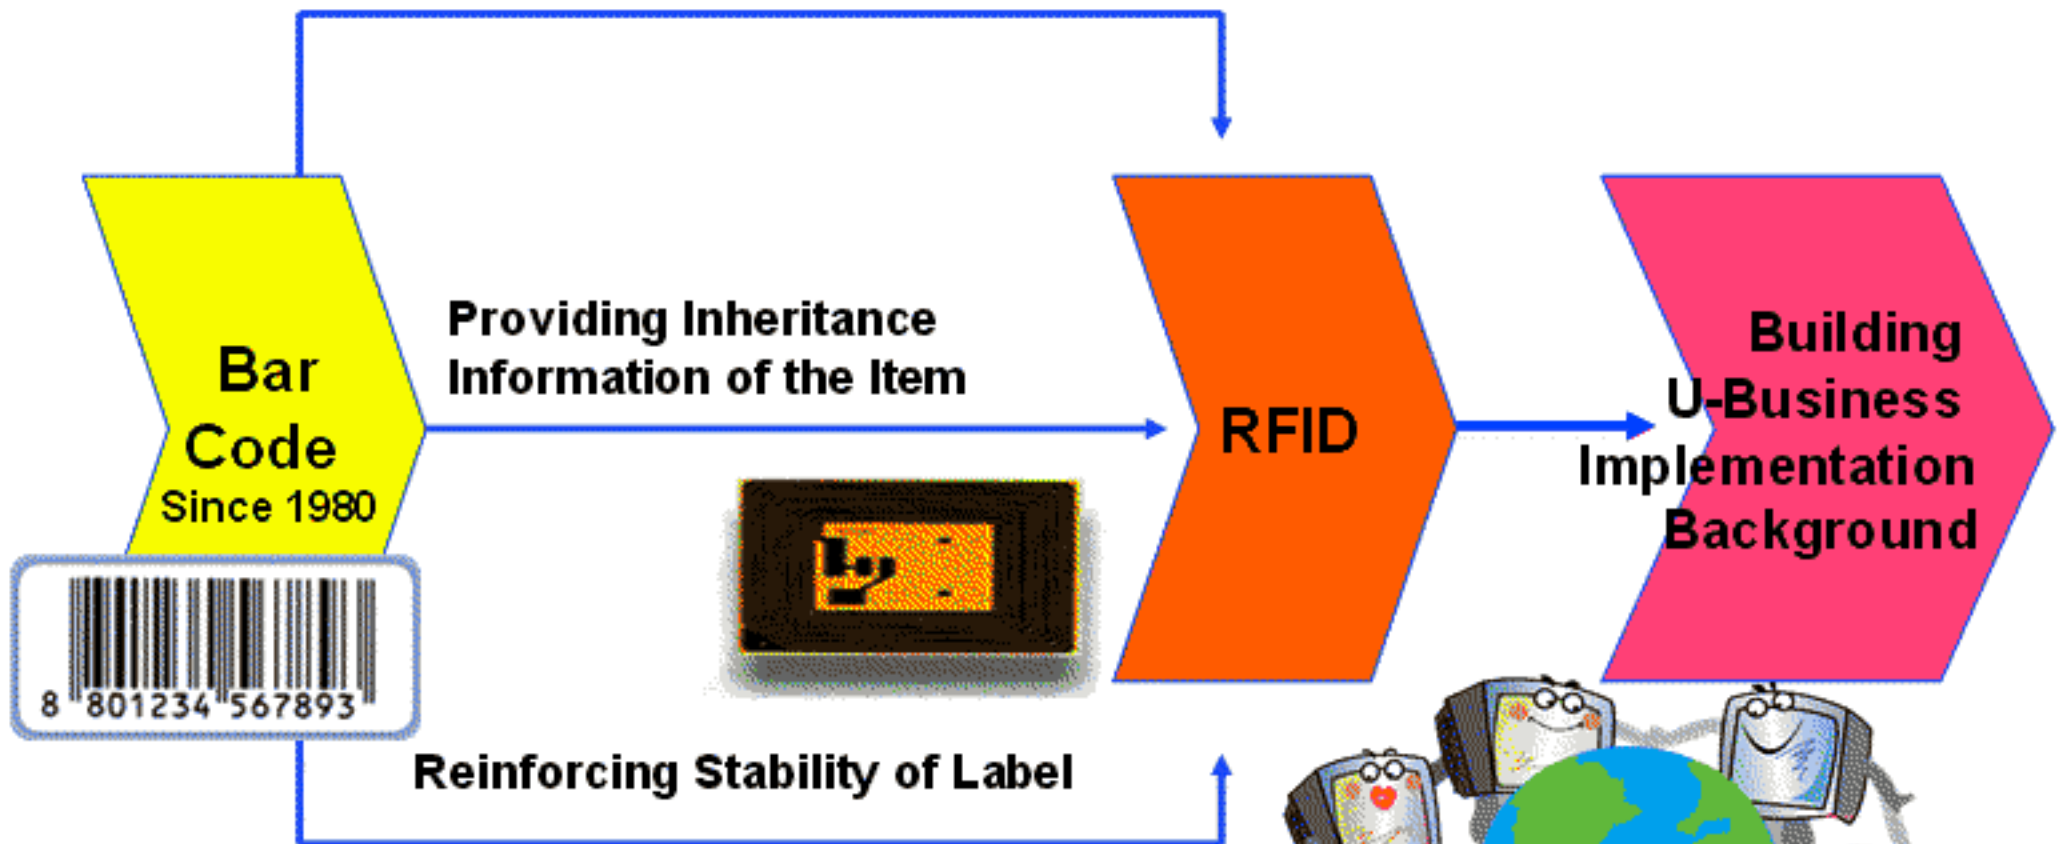 Providing Inheritance
Information of the Item
Bar
Code
Since 1980
RFID
Building
U-Business
Implementation
Background
8 801234 567893
Reinforcing Stability of Label